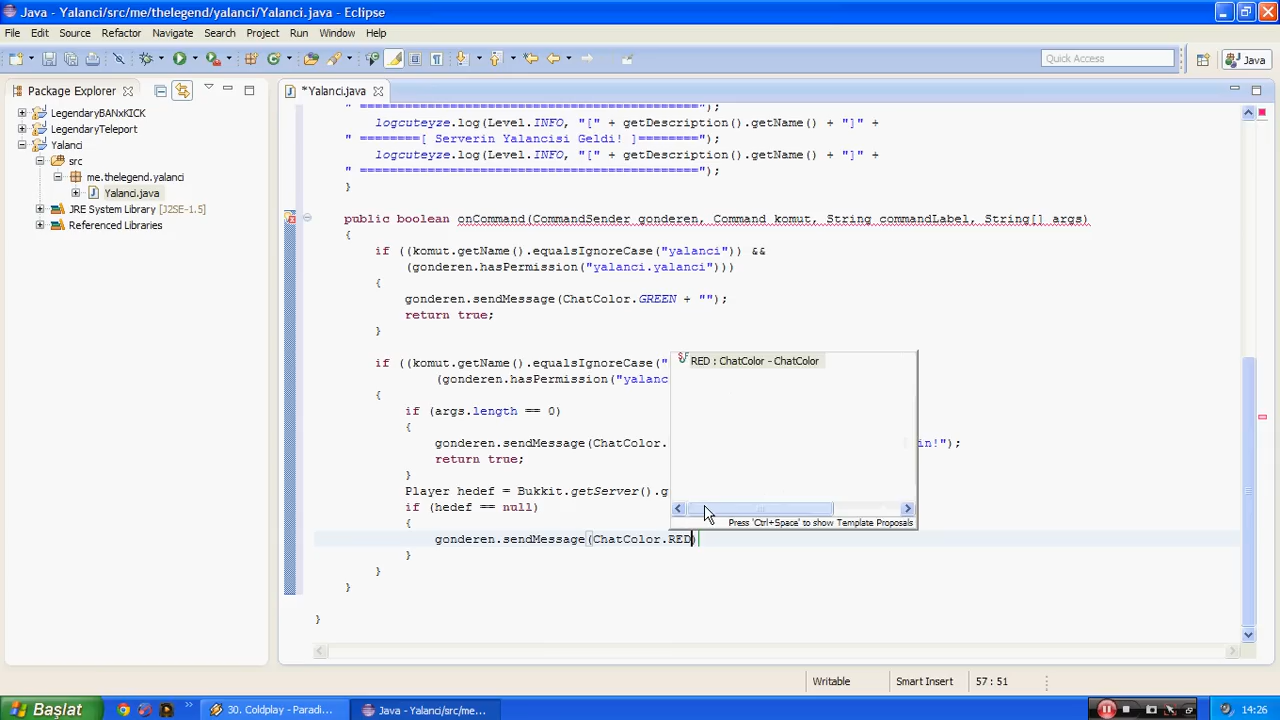 Java - Yalanci/src/me/thelegend/yalanci/Yalanci.java - Eclipse
File Edit Source Refactor Navigate Search Project Run Window Help
Quick Access
Java
Package Explorer
*Yalanci.java
LegendaryBANxKICK
LegendaryTeleport
Yalanci
src
me.thelegend.yalanci
Yalanci.java
JRE System Library [J2SE-1.5]
Referenced Libraries
" =============================================");
logcuteyze.log(Level.INFO, "[" + getDescription().getName() + "]" +
" ========[ Serverin Yalancisi Geldi! ]========");
logcuteyze.log(Level.INFO, "[" + getDescription().getName() + "]" +
" =============================================");
}
public boolean onCommand(CommandSender gonderen, Command komut, String commandLabel, String[] args)
{
if ((komut.getName().equalsIgnoreCase("yalanci")) &&
(gonderen.hasPermission("yalanci.yalanci")))
{
gonderen.sendMessage(ChatColor.GREEN + "");
return true;
}
if ((komut.getName().equalsIgnoreCase("
(gonderen.hasPermission("yalanc
{
if (args.length == 0)
{
gonderen.sendMessage(ChatColor. in!");
return true;
}
Player hedef = Bukkit.getServer().g
if (hedef == null)
{
gonderen.sendMessage(ChatColor.RED)
}
}
}
}
RED : ChatColor - ChatColor
Press 'Ctrl+Space' to show Template Proposals
Writable Smart Insert 57 : 51
Başlat
30. Coldplay - Paradi...
Java - Yalanci/src/me...
14:26